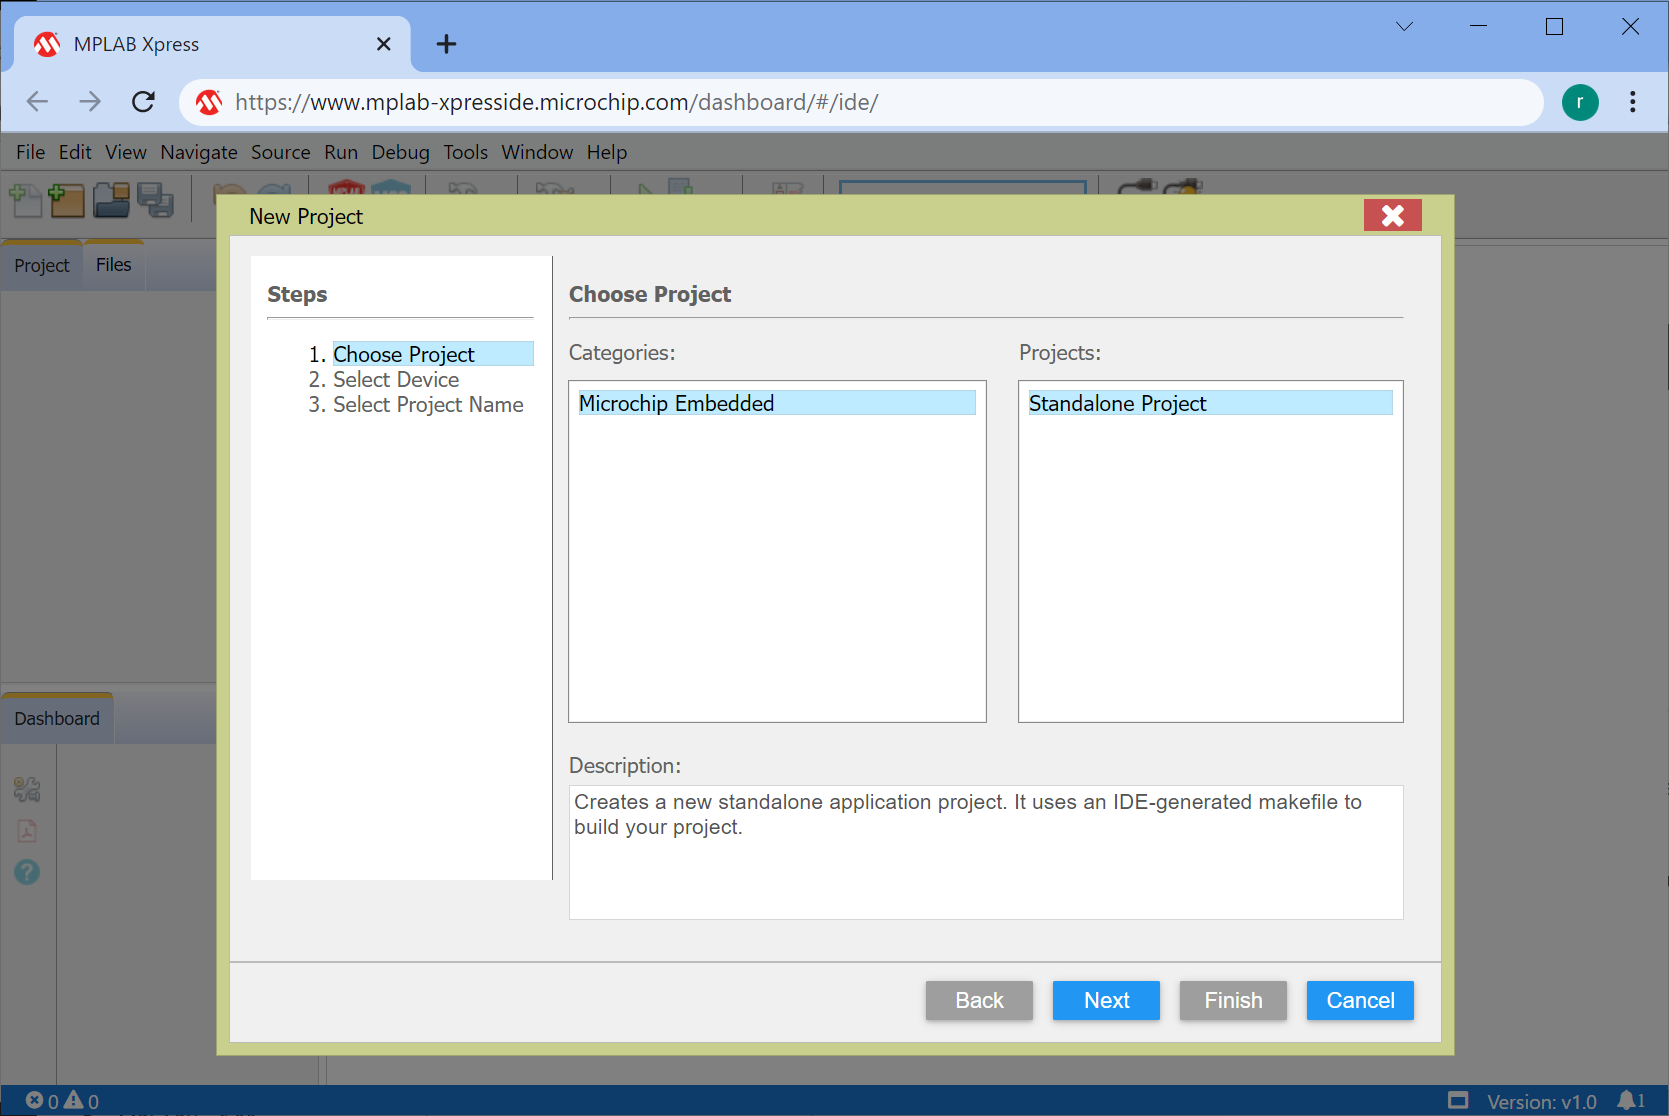 MPLAB Xpress
https://www.mplab-xpresside.microchip.com/dashboard/#/ide/
r
File Edit View Navigate Source Run Debug Tools Window Help
New Project
Project Files
Steps
1. Choose Project
2. Select Device
3. Select Project Name
Choose Project
Categories:
Microchip Embedded
Projects:
Standalone Project
Description:
Creates a new standalone application project. It uses an IDE-generated makefile to
build your project.
Dashboard
?
Back Next Finish Cancel
0 0
Version: v1.0 1